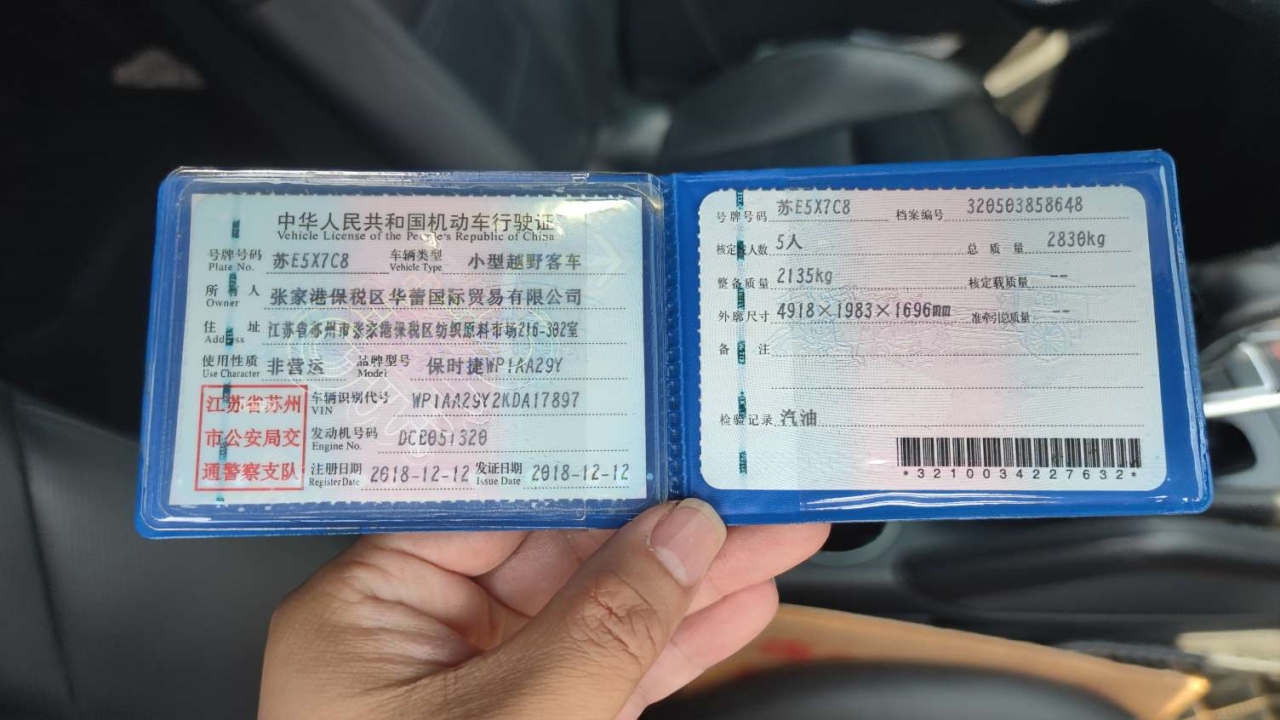 中华人民共和国机动车行驶证
Vehicle License of the People's Republic of China
号牌号码 Plate No. 苏E5X7C8 车辆类型 Vehicle Type 小型越野客车
所有人 Owner 张家港保税区华蕾国际贸易有限公司
住址 Address 江苏省苏州市张家港保税区纺织原料市场216-302室
使用性质 Use Character 非营运 品牌型号 Model 保时捷WP1AA29Y
车辆识别代号 VIN WP1AA29Y2KDA17897
发动机号码 Engine No. DCB051320
注册日期 Register Date 2018-12-12 发证日期 Issue Date 2018-12-12
江苏省苏州
市公安局交
通警察支队
号牌号码 苏E5X7C8 档案编号 320503858648
核定载人数 5人 总质量 2830kg
整备质量 2135kg 核定载质量 --
外廓尺寸 4918×1983×1696mm 准牵引总质量 --
备注
检验记录 汽油
*3210034227632*